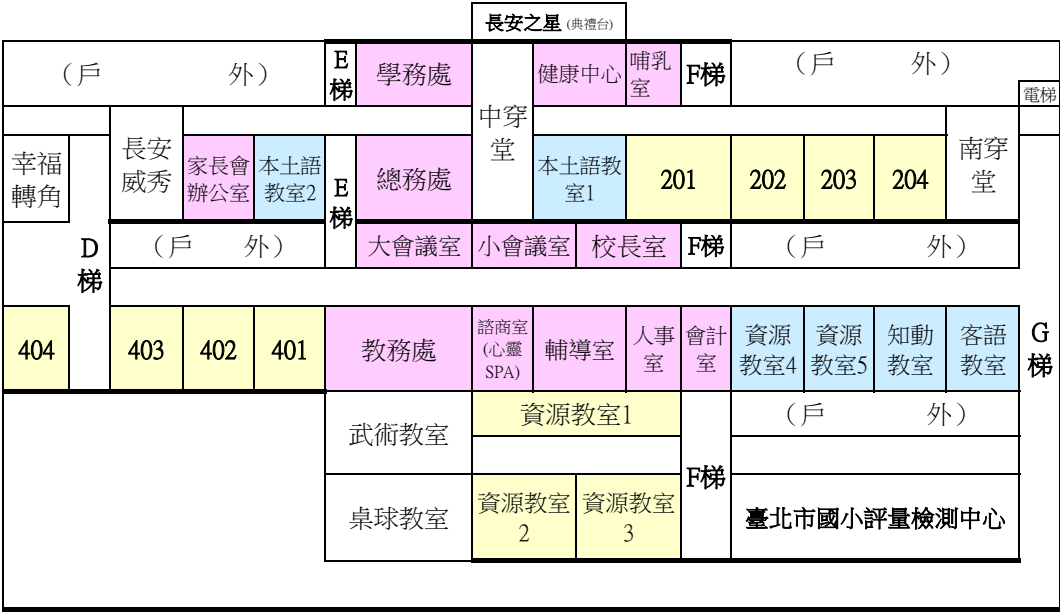 長安之星 (典禮台)
（戶 外）
E
梯
學務處
中穿
堂
健康中心
哺乳
室
F梯
（戶 外）
電梯
幸福
轉角
D
梯
長安
威秀
家長會
辦公室
本土語
教室2
E
梯
總務處
本土語教
室1
201
202
203
204
南穿
堂
（戶 外）
大會議室
小會議室
校長室
F梯
（戶 外）
404
403
402
401
教務處
諮商室
(心靈
SPA)
輔導室
人事
室
會計
室
資源
教室4
資源
教室5
知動
教室
客語
教室
G
梯
武術教室
資源教室1
F梯
（戶 外）
桌球教室
資源教室
2
資源教室
3
臺北市國小評量檢測中心